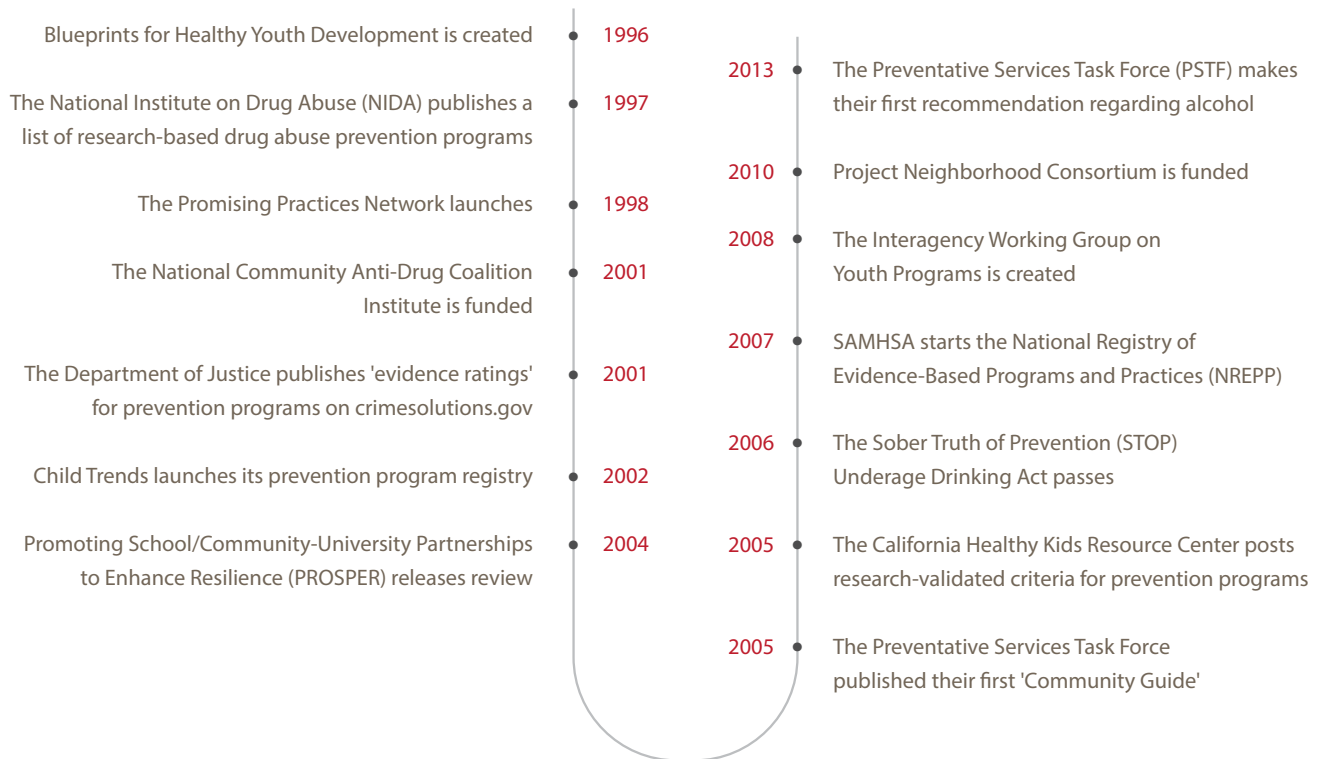 Blueprints for Healthy Youth Development is created
1996
The National Institute on Drug Abuse (NIDA) publishes a
list of research-based drug abuse prevention programs
1997
The Promising Practices Network launches
1998
The National Community Anti-Drug Coalition
Institute is funded
2001
The Department of Justice publishes 'evidence ratings'
for prevention programs on crimesolutions.gov
2001
Child Trends launches its prevention program registry
2002
Promoting School/Community-University Partnerships
to Enhance Resilience (PROSPER) releases review
2004
2013
The Preventative Services Task Force (PSTF) makes
their first recommendation regarding alcohol
2010
Project Neighborhood Consortium is funded
2008
The Interagency Working Group on
Youth Programs is created
2007
SAMHSA starts the National Registry of
Evidence-Based Programs and Practices (NREPP)
2006
The Sober Truth of Prevention (STOP)
Underage Drinking Act passes
2005
The California Healthy Kids Resource Center posts
research-validated criteria for prevention programs
2005
The Preventative Services Task Force
published their first 'Community Guide'